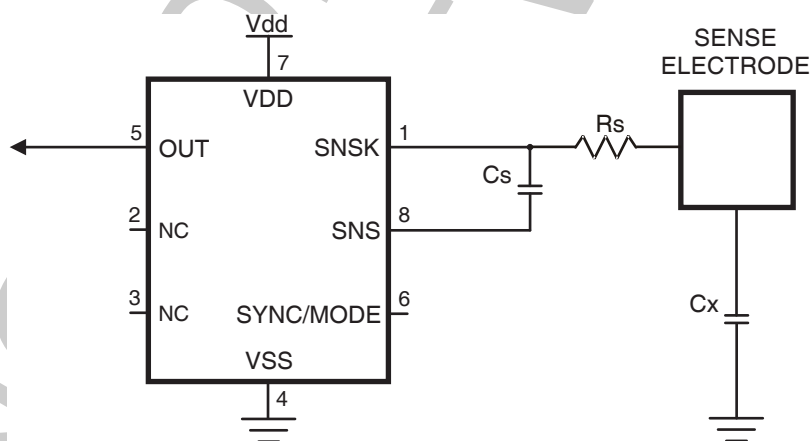 Vdd
7
VDD
SENSE
ELECTRODE
5
OUT
SNSK
1
Rs
Cs
2
NC
SNS
8
3
NC
SYNC/MODE
6
Cx
VSS
4